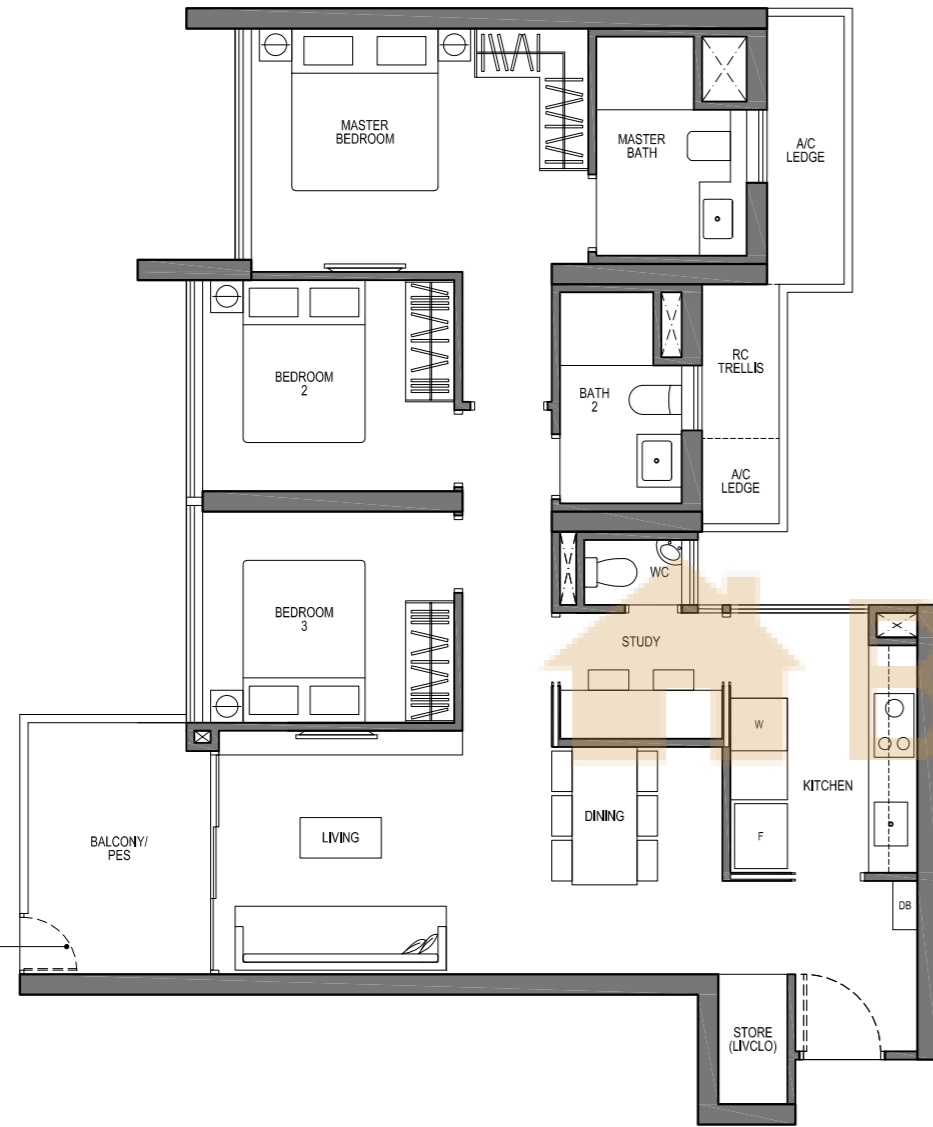 MASTER
BEDROOM
MASTER
BATH
A/C
LEDGE
BEDROOM
2
BATH
2
RC
TRELLIS
A/C
LEDGE
WC
BEDROOM
3
STUDY
W
KITCHEN
F
DINING
LIVING
BALCONY/
PES
DB
STORE
(LIVCLO)
B